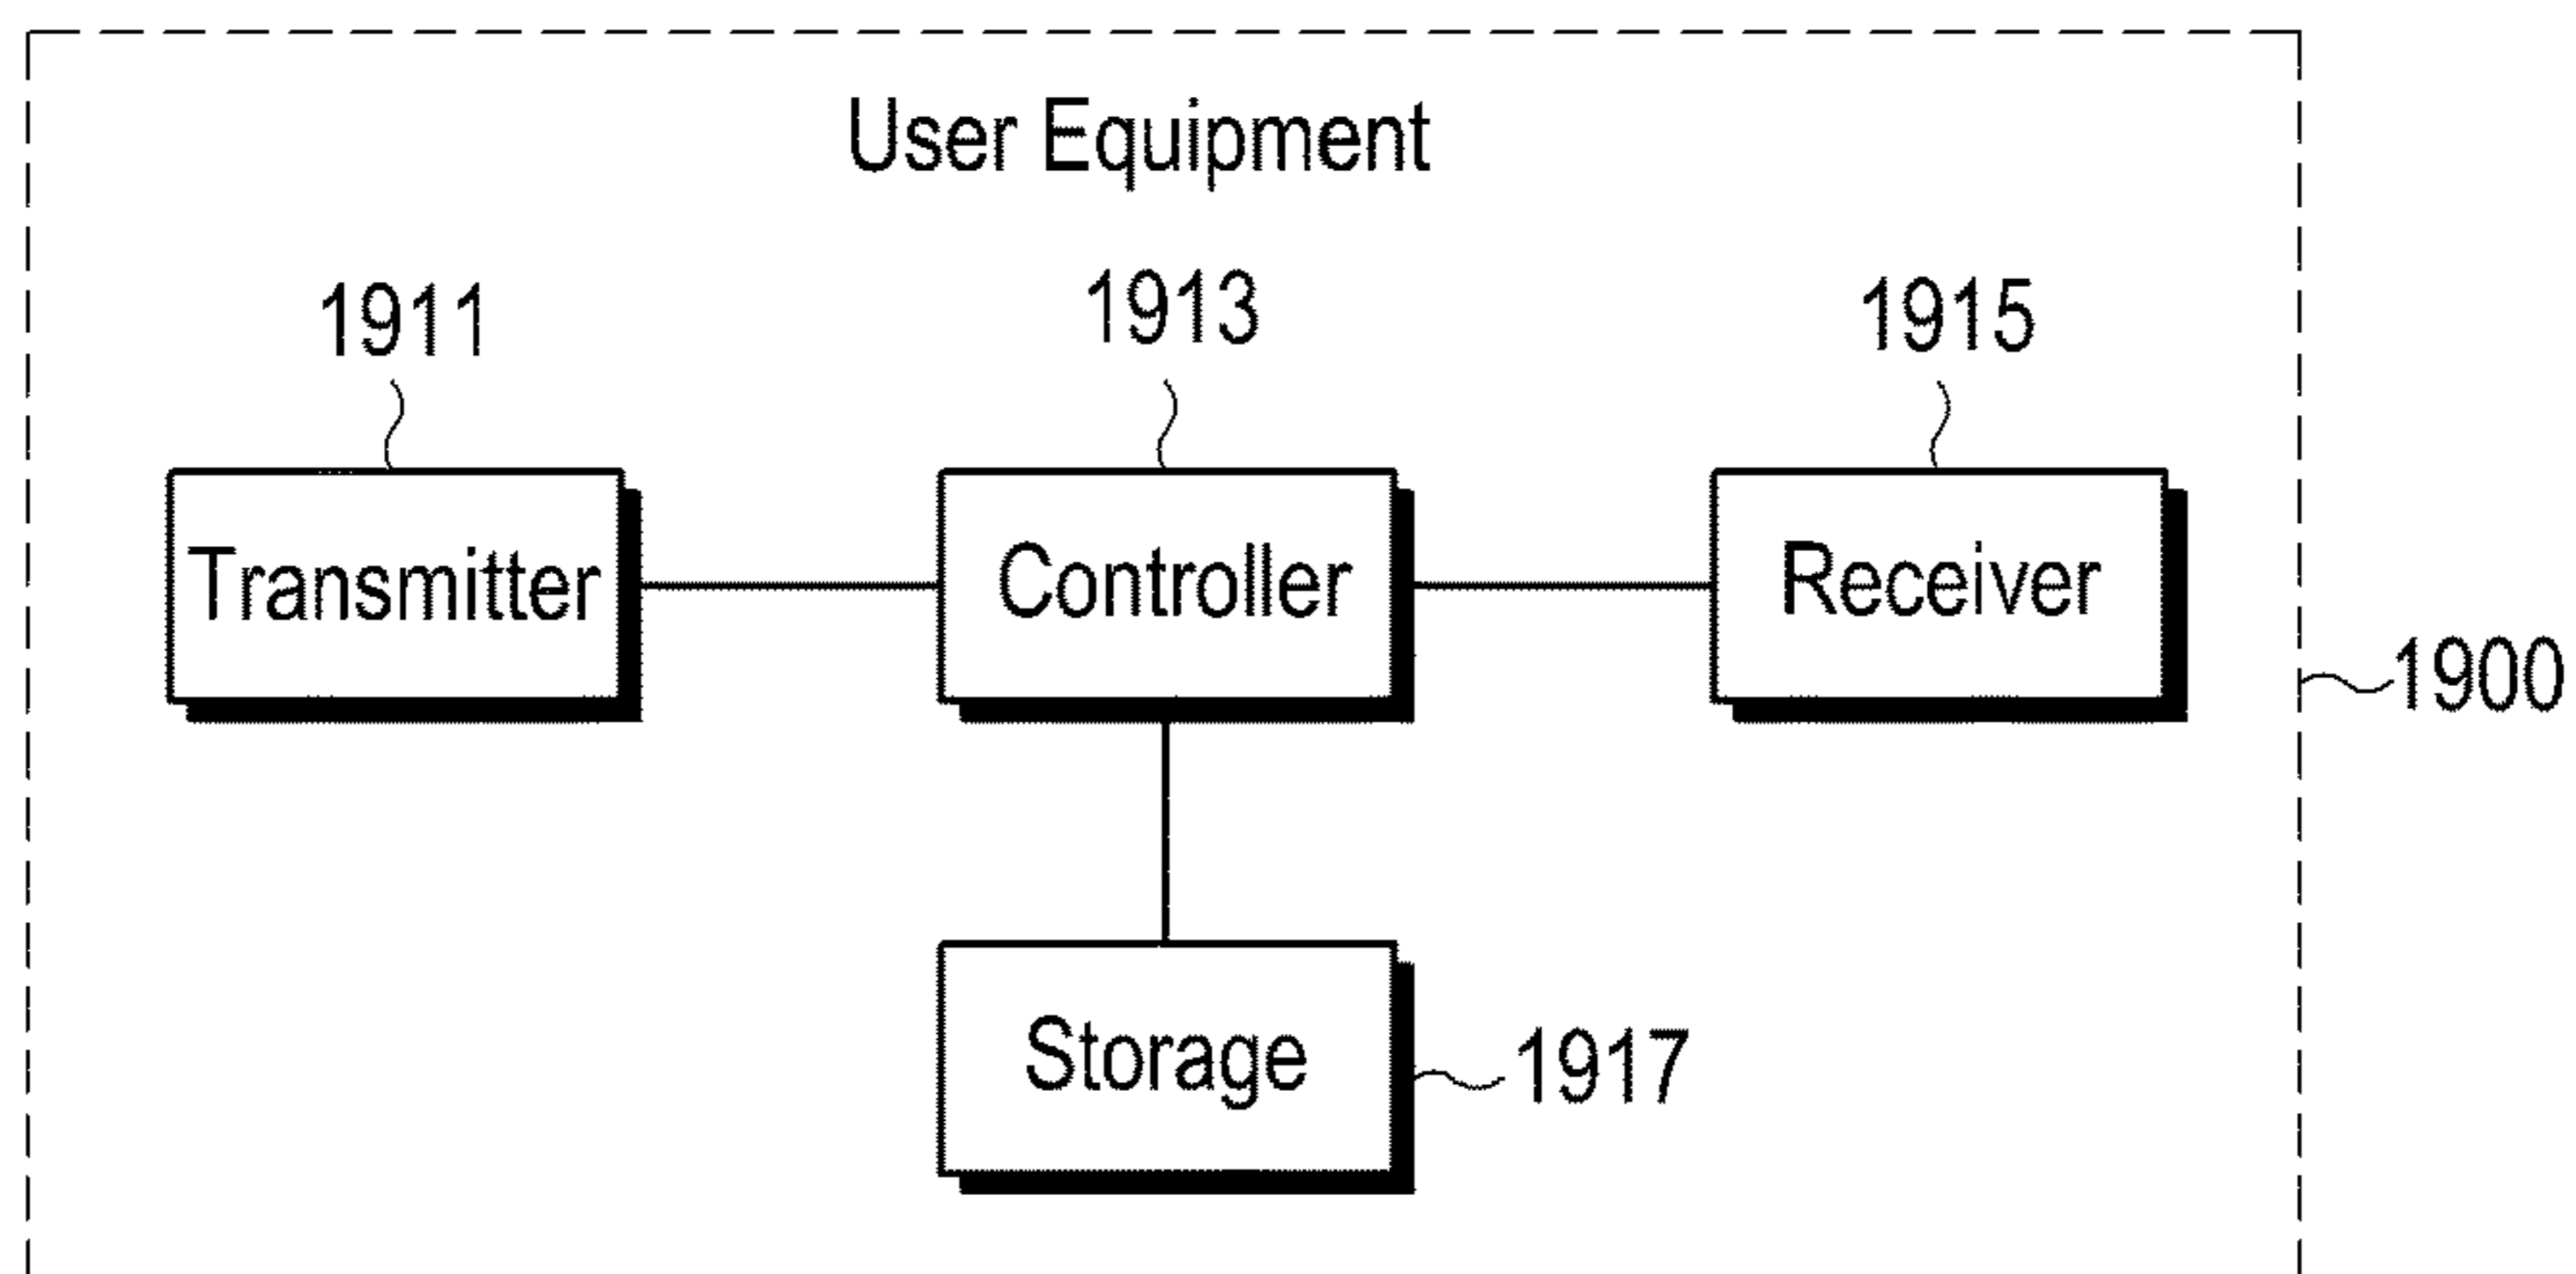 User Equipment
1911
1913
1915
Transmitter
Controller
Receiver
1900
Storage
1917